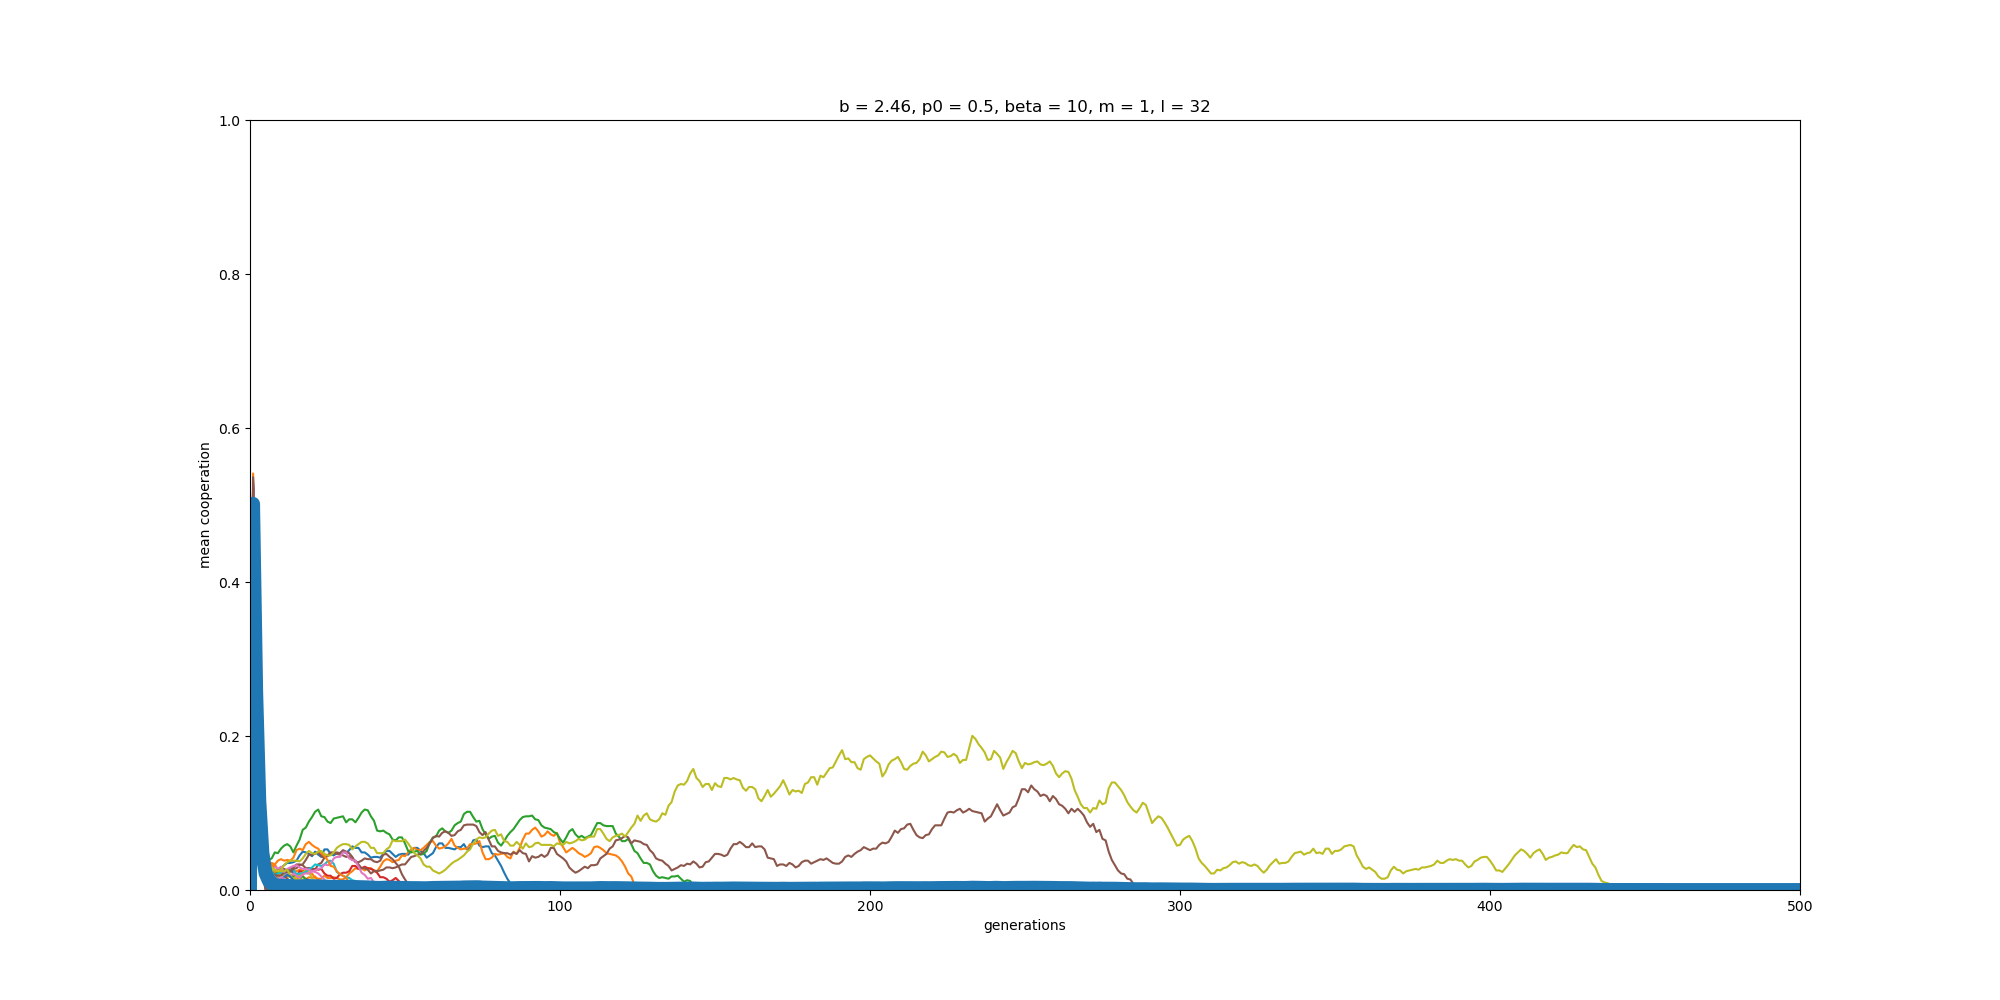 b = 2.46, p0 = 0.5, beta = 10, m = 1, l = 32
1.0
0.8
0.6
0.4
0.2
0.0
mean cooperation
0 100 200 300 400 500
generations